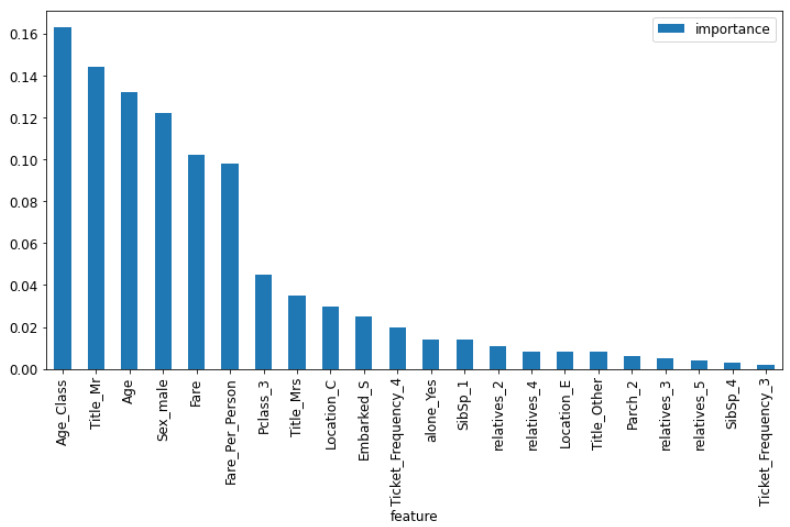 importance
0.16
0.14
0.12
0.10
0.08
0.06
0.04
0.02
0.00
Age_Class
Title_Mr
Age
Sex_male
Fare
Fare_Per_Person
Pclass_3
Title_Mrs
Location_C
Embarked_S
Ticket_Frequency_4
alone_Yes
SibSp_1
relatives_2
relatives_4
Location_E
Title_Other
Parch_2
relatives_3
relatives_5
SibSp_4
Ticket_Frequency_3
feature